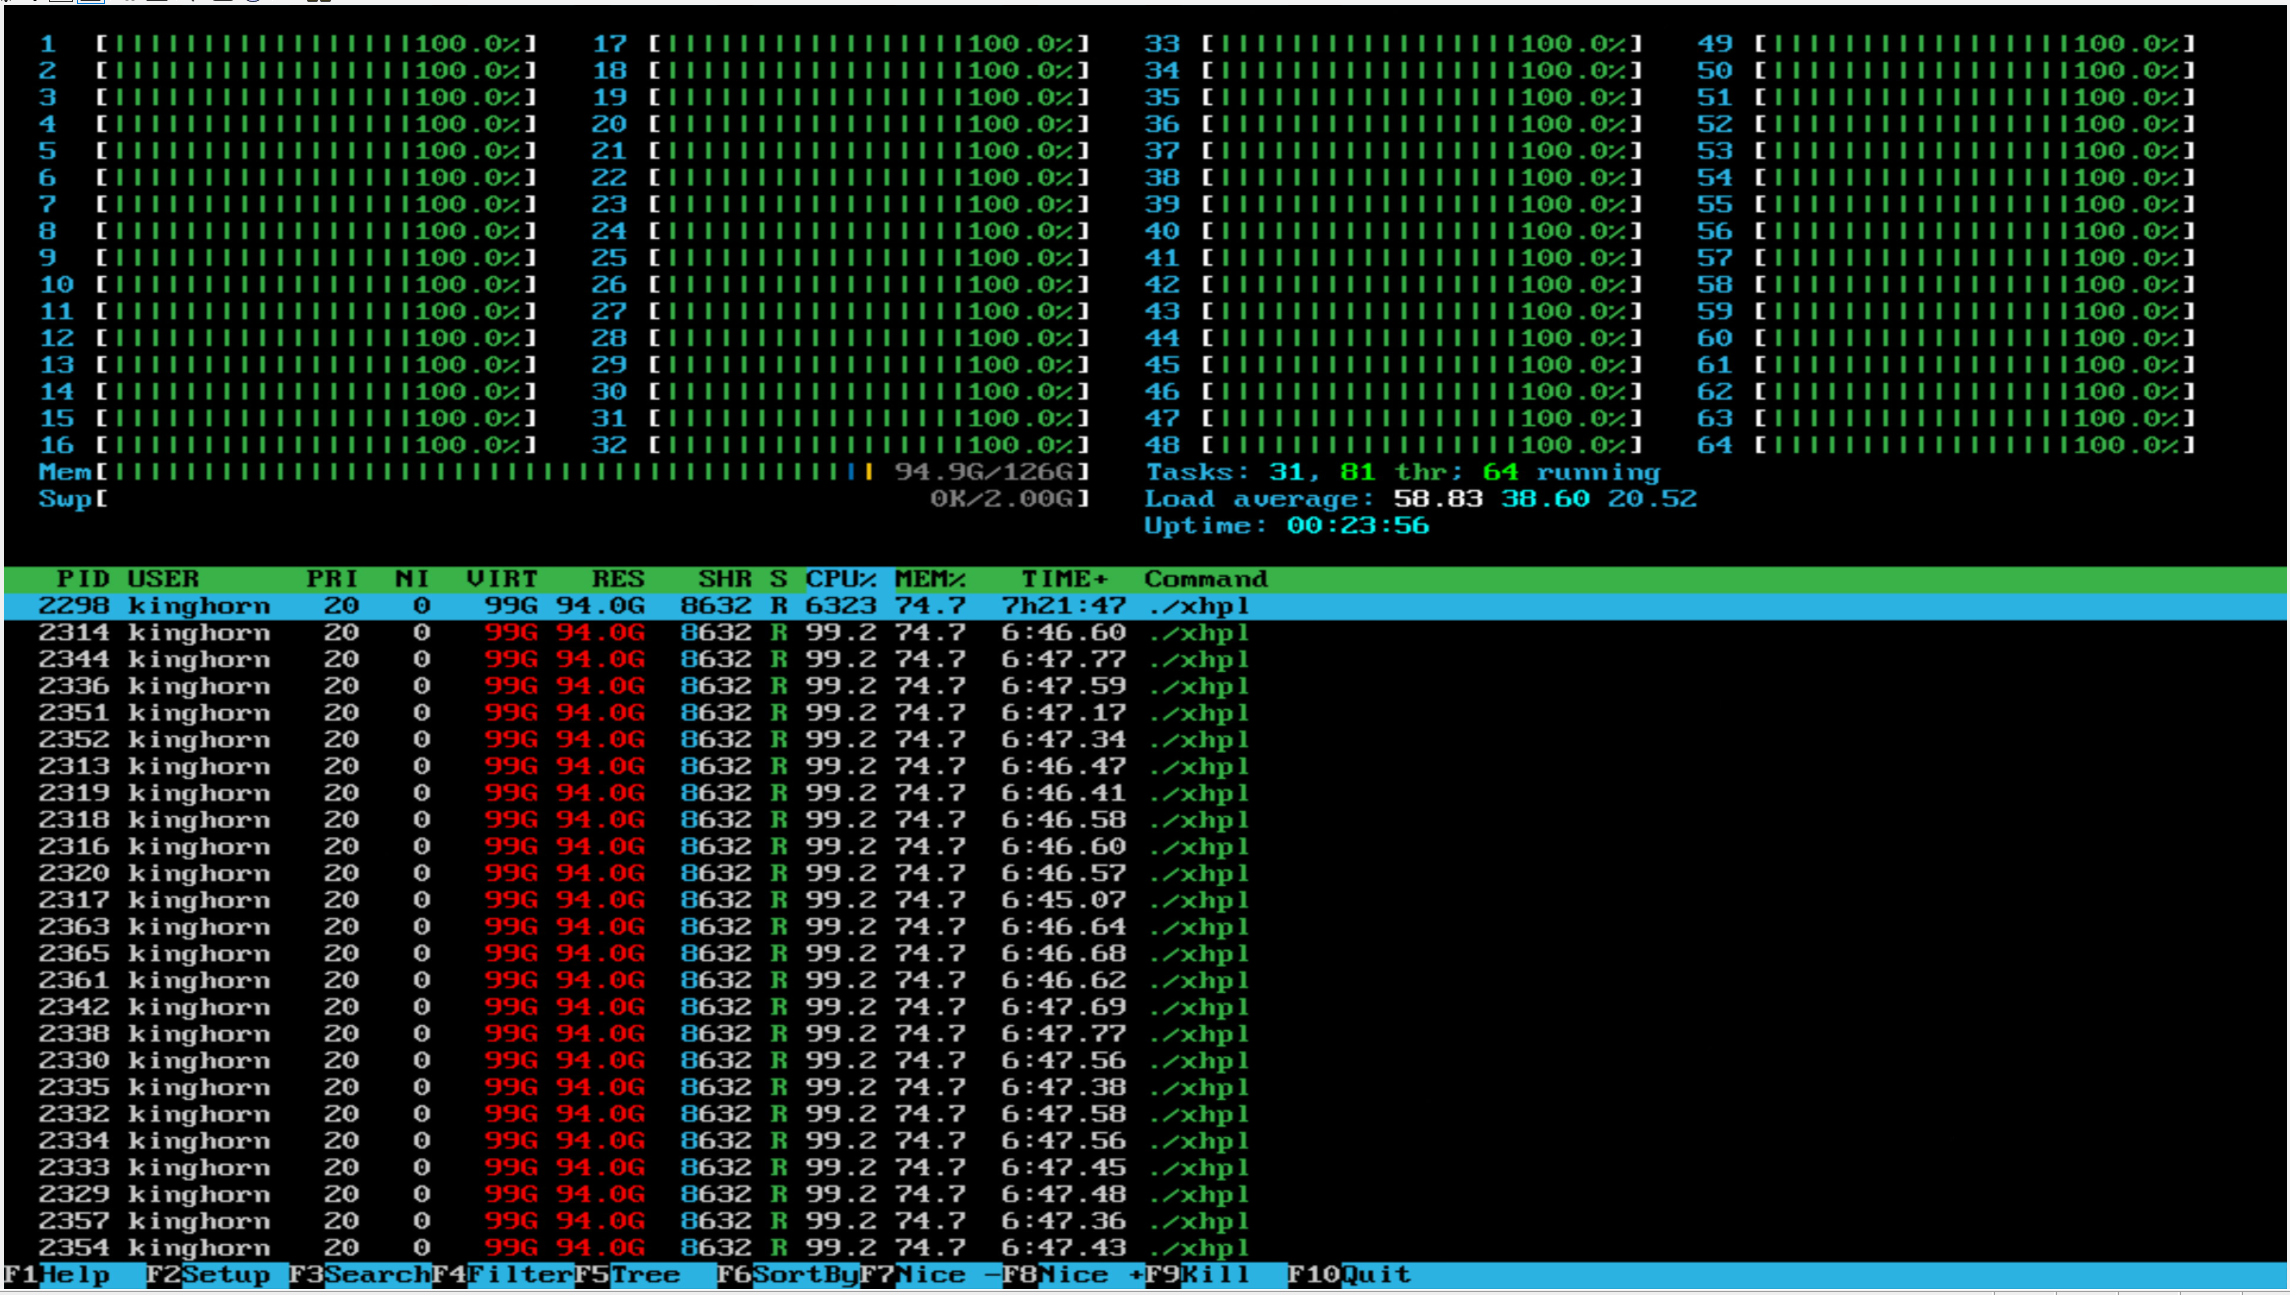 1 [||||||||||||||||||100.0%] 17 [||||||||||||||||||100.0%] 33 [||||||||||||||||||100.0%] 49 [||||||||||||||||||100.0%]
2 [||||||||||||||||||100.0%] 18 [||||||||||||||||||100.0%] 34 [||||||||||||||||||100.0%] 50 [||||||||||||||||||100.0%]
3 [||||||||||||||||||100.0%] 19 [||||||||||||||||||100.0%] 35 [||||||||||||||||||100.0%] 51 [||||||||||||||||||100.0%]
4 [||||||||||||||||||100.0%] 20 [||||||||||||||||||100.0%] 36 [||||||||||||||||||100.0%] 52 [||||||||||||||||||100.0%]
5 [||||||||||||||||||100.0%] 21 [||||||||||||||||||100.0%] 37 [||||||||||||||||||100.0%] 53 [||||||||||||||||||100.0%]
6 [||||||||||||||||||100.0%] 22 [||||||||||||||||||100.0%] 38 [||||||||||||||||||100.0%] 54 [||||||||||||||||||100.0%]
7 [||||||||||||||||||100.0%] 23 [||||||||||||||||||100.0%] 39 [||||||||||||||||||100.0%] 55 [||||||||||||||||||100.0%]
8 [||||||||||||||||||100.0%] 24 [||||||||||||||||||100.0%] 40 [||||||||||||||||||100.0%] 56 [||||||||||||||||||100.0%]
9 [||||||||||||||||||100.0%] 25 [||||||||||||||||||100.0%] 41 [||||||||||||||||||100.0%] 57 [||||||||||||||||||100.0%]
10 [||||||||||||||||||100.0%] 26 [||||||||||||||||||100.0%] 42 [||||||||||||||||||100.0%] 58 [||||||||||||||||||100.0%]
11 [||||||||||||||||||100.0%] 27 [||||||||||||||||||100.0%] 43 [||||||||||||||||||100.0%] 59 [||||||||||||||||||100.0%]
12 [||||||||||||||||||100.0%] 28 [||||||||||||||||||100.0%] 44 [||||||||||||||||||100.0%] 60 [||||||||||||||||||100.0%]
13 [||||||||||||||||||100.0%] 29 [||||||||||||||||||100.0%] 45 [||||||||||||||||||100.0%] 61 [||||||||||||||||||100.0%]
14 [||||||||||||||||||100.0%] 30 [||||||||||||||||||100.0%] 46 [||||||||||||||||||100.0%] 62 [||||||||||||||||||100.0%]
15 [||||||||||||||||||100.0%] 31 [||||||||||||||||||100.0%] 47 [||||||||||||||||||100.0%] 63 [||||||||||||||||||100.0%]
16 [||||||||||||||||||100.0%] 32 [||||||||||||||||||100.0%] 48 [||||||||||||||||||100.0%] 64 [||||||||||||||||||100.0%]
Mem[||||||||||||||||||||||||||||||||||||||||||| 94.9G/126G] Tasks: 31, 81 thr; 64 running
Swp[ 0K/2.00G] Load average: 58.83 38.60 20.52
Uptime: 00:23:56
PID USER PRI NI VIRT RES SHR S CPU% MEM% TIME+ Command
2298 kinghorn 20 0 99G 94.0G 8632 R 6323 74.7 7h21:47 ./xhpl
2314 kinghorn 20 0 99G 94.0G 8632 R 99.2 74.7 6:46.60 ./xhpl
2344 kinghorn 20 0 99G 94.0G 8632 R 99.2 74.7 6:47.77 ./xhpl
2336 kinghorn 20 0 99G 94.0G 8632 R 99.2 74.7 6:47.59 ./xhpl
2351 kinghorn 20 0 99G 94.0G 8632 R 99.2 74.7 6:47.17 ./xhpl
2352 kinghorn 20 0 99G 94.0G 8632 R 99.2 74.7 6:47.34 ./xhpl
2313 kinghorn 20 0 99G 94.0G 8632 R 99.2 74.7 6:46.47 ./xhpl
2319 kinghorn 20 0 99G 94.0G 8632 R 99.2 74.7 6:46.41 ./xhpl
2318 kinghorn 20 0 99G 94.0G 8632 R 99.2 74.7 6:46.58 ./xhpl
2316 kinghorn 20 0 99G 94.0G 8632 R 99.2 74.7 6:46.60 ./xhpl
2320 kinghorn 20 0 99G 94.0G 8632 R 99.2 74.7 6:46.57 ./xhpl
2317 kinghorn 20 0 99G 94.0G 8632 R 99.2 74.7 6:45.07 ./xhpl
2363 kinghorn 20 0 99G 94.0G 8632 R 99.2 74.7 6:46.64 ./xhpl
2365 kinghorn 20 0 99G 94.0G 8632 R 99.2 74.7 6:46.68 ./xhpl
2361 kinghorn 20 0 99G 94.0G 8632 R 99.2 74.7 6:46.62 ./xhpl
2342 kinghorn 20 0 99G 94.0G 8632 R 99.2 74.7 6:47.69 ./xhpl
2338 kinghorn 20 0 99G 94.0G 8632 R 99.2 74.7 6:47.77 ./xhpl
2330 kinghorn 20 0 99G 94.0G 8632 R 99.2 74.7 6:47.56 ./xhpl
2335 kinghorn 20 0 99G 94.0G 8632 R 99.2 74.7 6:47.38 ./xhpl
2332 kinghorn 20 0 99G 94.0G 8632 R 99.2 74.7 6:47.58 ./xhpl
2334 kinghorn 20 0 99G 94.0G 8632 R 99.2 74.7 6:47.56 ./xhpl
2333 kinghorn 20 0 99G 94.0G 8632 R 99.2 74.7 6:47.45 ./xhpl
2329 kinghorn 20 0 99G 94.0G 8632 R 99.2 74.7 6:47.48 ./xhpl
2357 kinghorn 20 0 99G 94.0G 8632 R 99.2 74.7 6:47.36 ./xhpl
2354 kinghorn 20 0 99G 94.0G 8632 R 99.2 74.7 6:47.43 ./xhpl
F1Help F2Setup F3SearchF4FilterF5Tree F6SortByF7Nice -F8Nice +F9Kill F10Quit